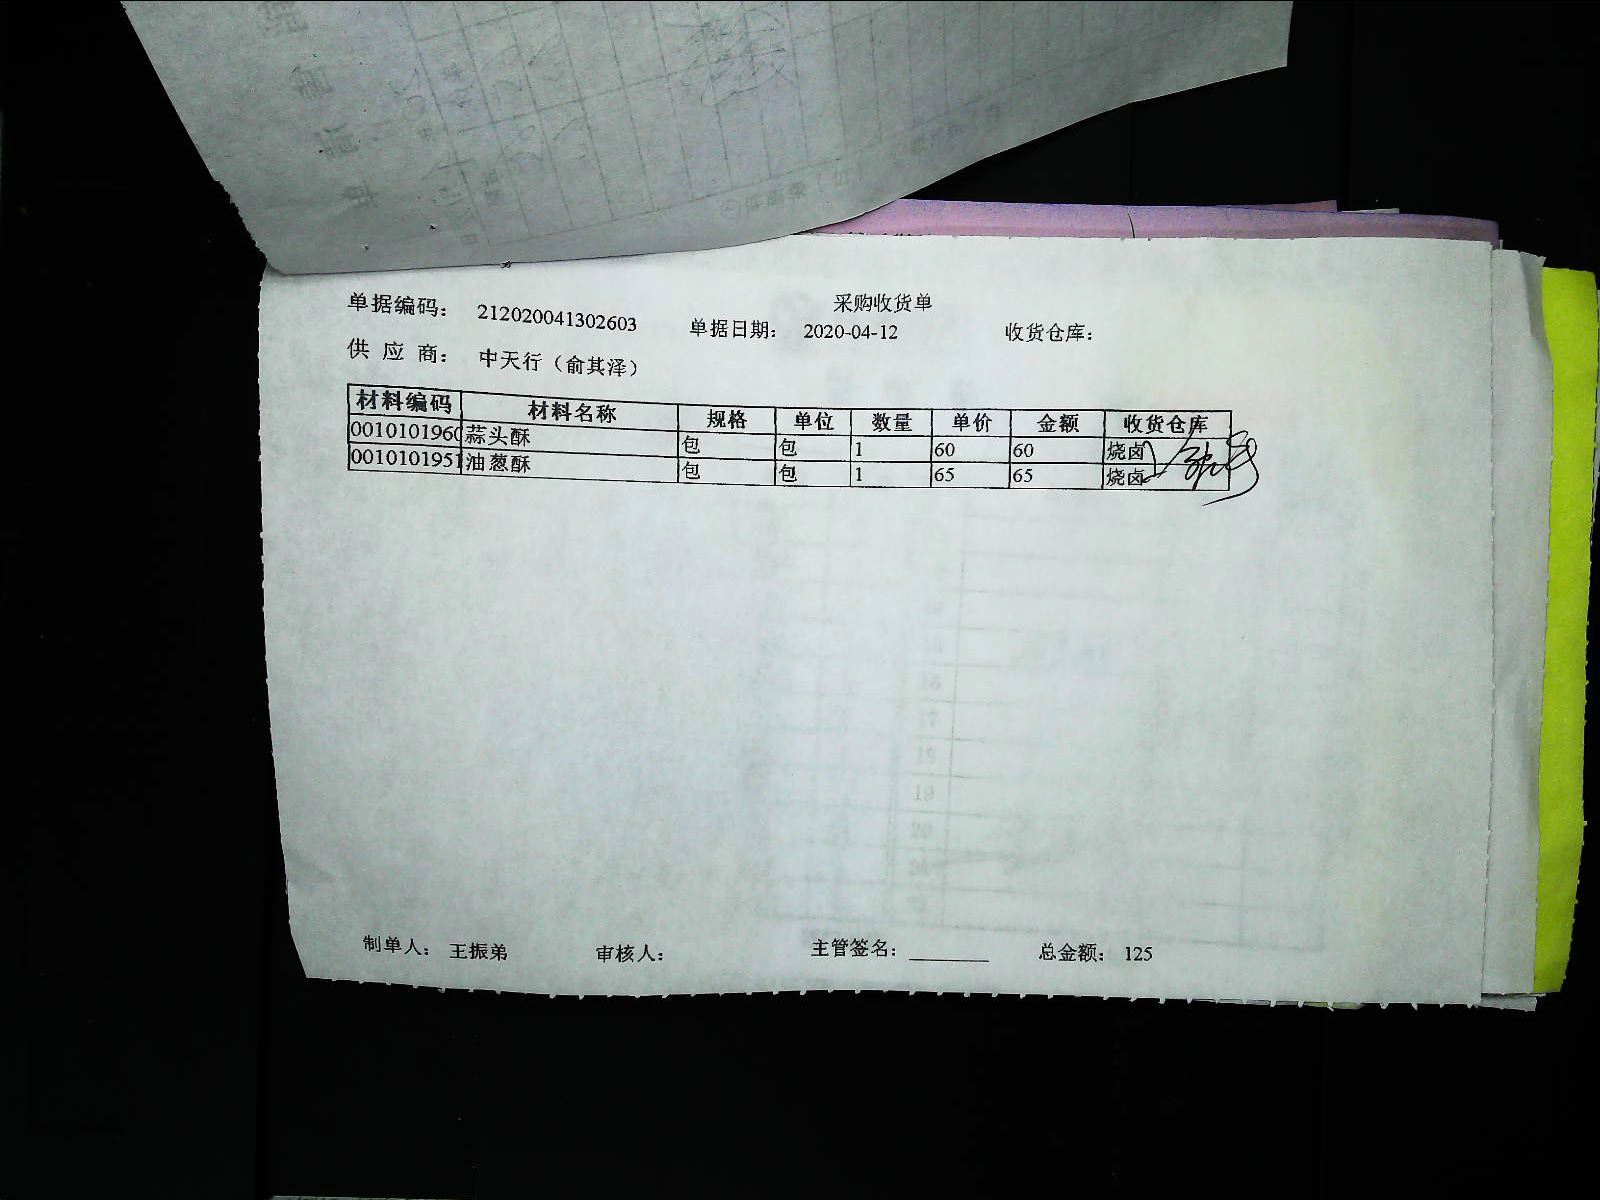 采购收货单
单据编码： 212020041302603 单据日期： 2020-04-12 收货仓库：
供 应 商： 中天行（俞其泽）
材料编码 材料名称 规格 单位 数量 单价 金额 收货仓库
0010101960 蒜头酥 包 包 1 60 60 烧卤
0010101951 油葱酥 包 包 1 65 65 烧卤
制单人： 王振弟 审核人： 主管签名： ________ 总金额： 125